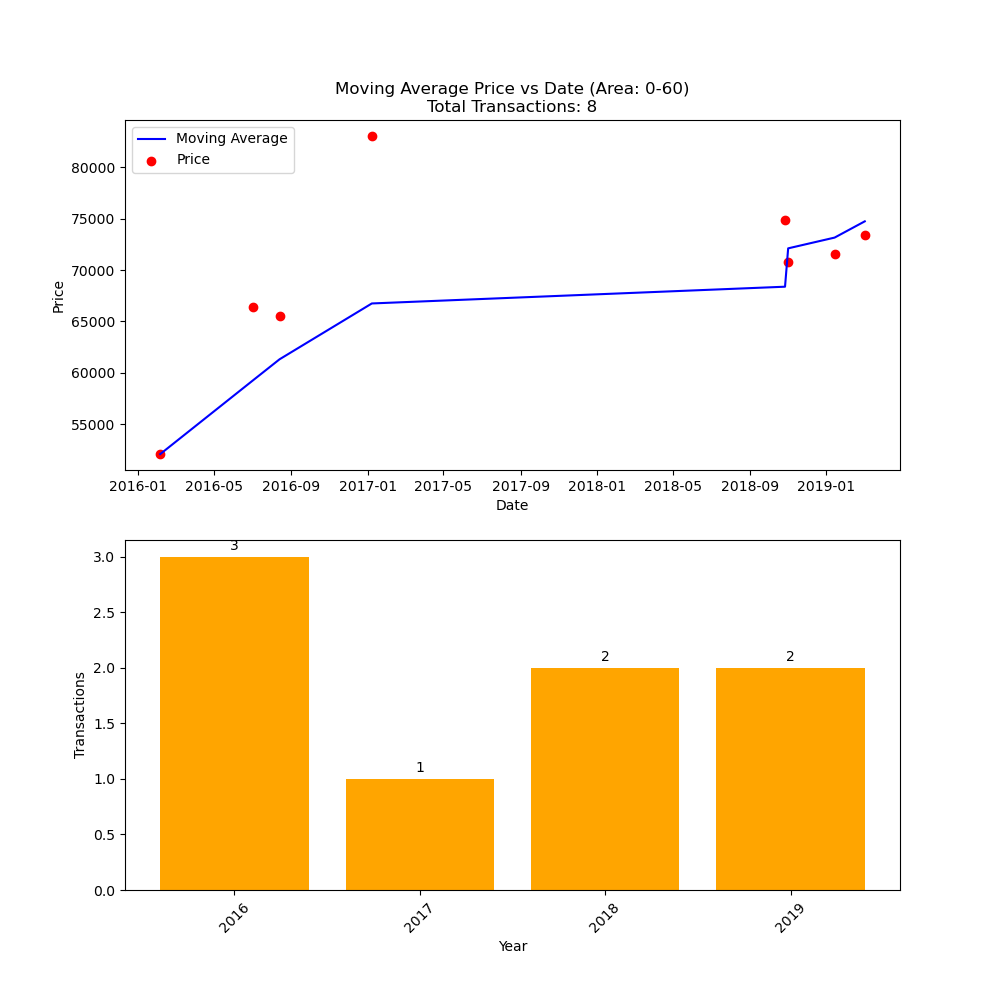 Moving Average Price vs Date (Area: 0-60)
Total Transactions: 8
Moving Average
Price
80000
75000
70000
65000
60000
55000
Price
2016-01 2016-05 2016-09 2017-01 2017-05 2017-09 2018-01 2018-05 2018-09 2019-01
Date
3
2
2
1
3.0
2.5
2.0
1.5
1.0
0.5
0.0
Transactions
2016 2017 2018 2019
Year